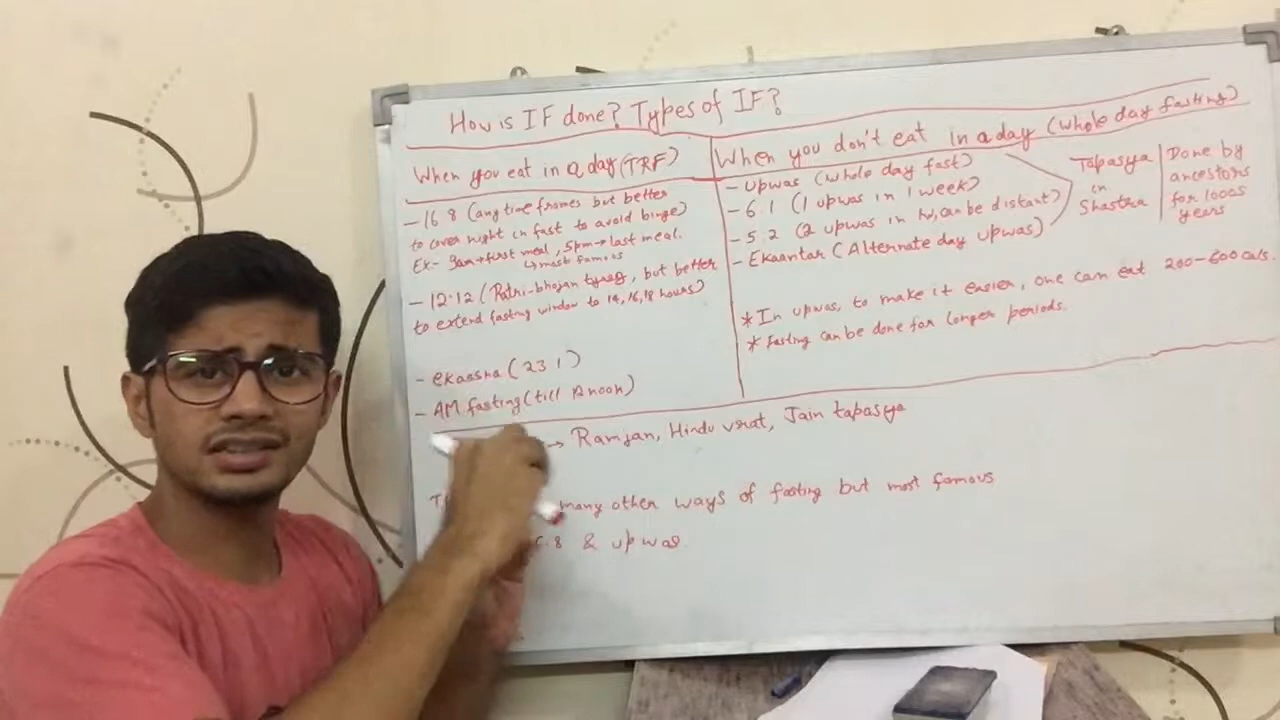 How is IF done? Types of IF?
When you eat in a day (TRF)
- 16.8 (any time frames but better
to cover night in fast to avoid binge)
Ex- 9am→first meal, 5pm→last meal.
↳most famous
- 12.12 (Ratri-bhojan tyaag, but better
to extend fasting window to 14, 16, 18 hours)
- ekaasna (23 1)
- AM fasting (till 12 noon)
When you don't eat in a day (whole day fasting)
- Upwas (whole day fast)
- 6.1 (1 upwas in 1 week)
- 5.2 (2 upwas in 1w, can be distant)
- Ekaantar (Alternate day upwas)
Tapasya
in
Shastra
Done by
ancestors
for 1000s
years
* In upwas, to make it easier, one can eat 200-600 cals.
* Fasting can be done for longer periods.
→ Ramjan, Hindu vrat, Jain tapasya
many other ways of fasting but most famous
6.8 & upwas